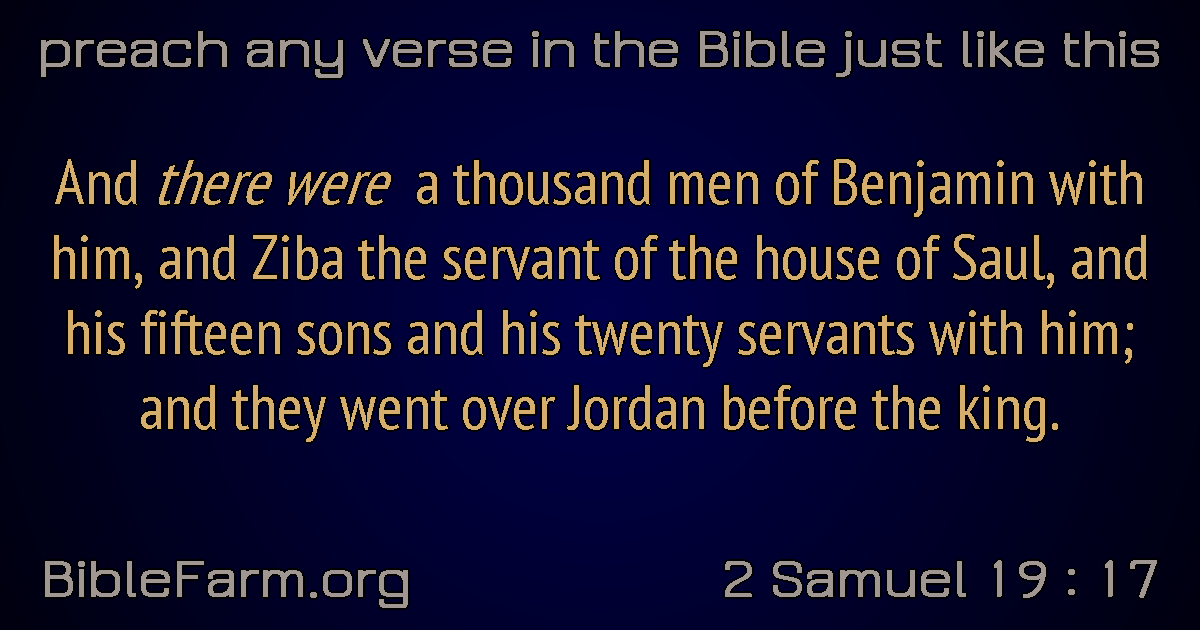 preach any verse in the Bible just like this
And there were a thousand men of Benjamin with
him, and Ziba the servant of the house of Saul, and
his fifteen sons and his twenty servants with him;
and they went over Jordan before the king.
BibleFarm.org
2 Samuel 19 : 17